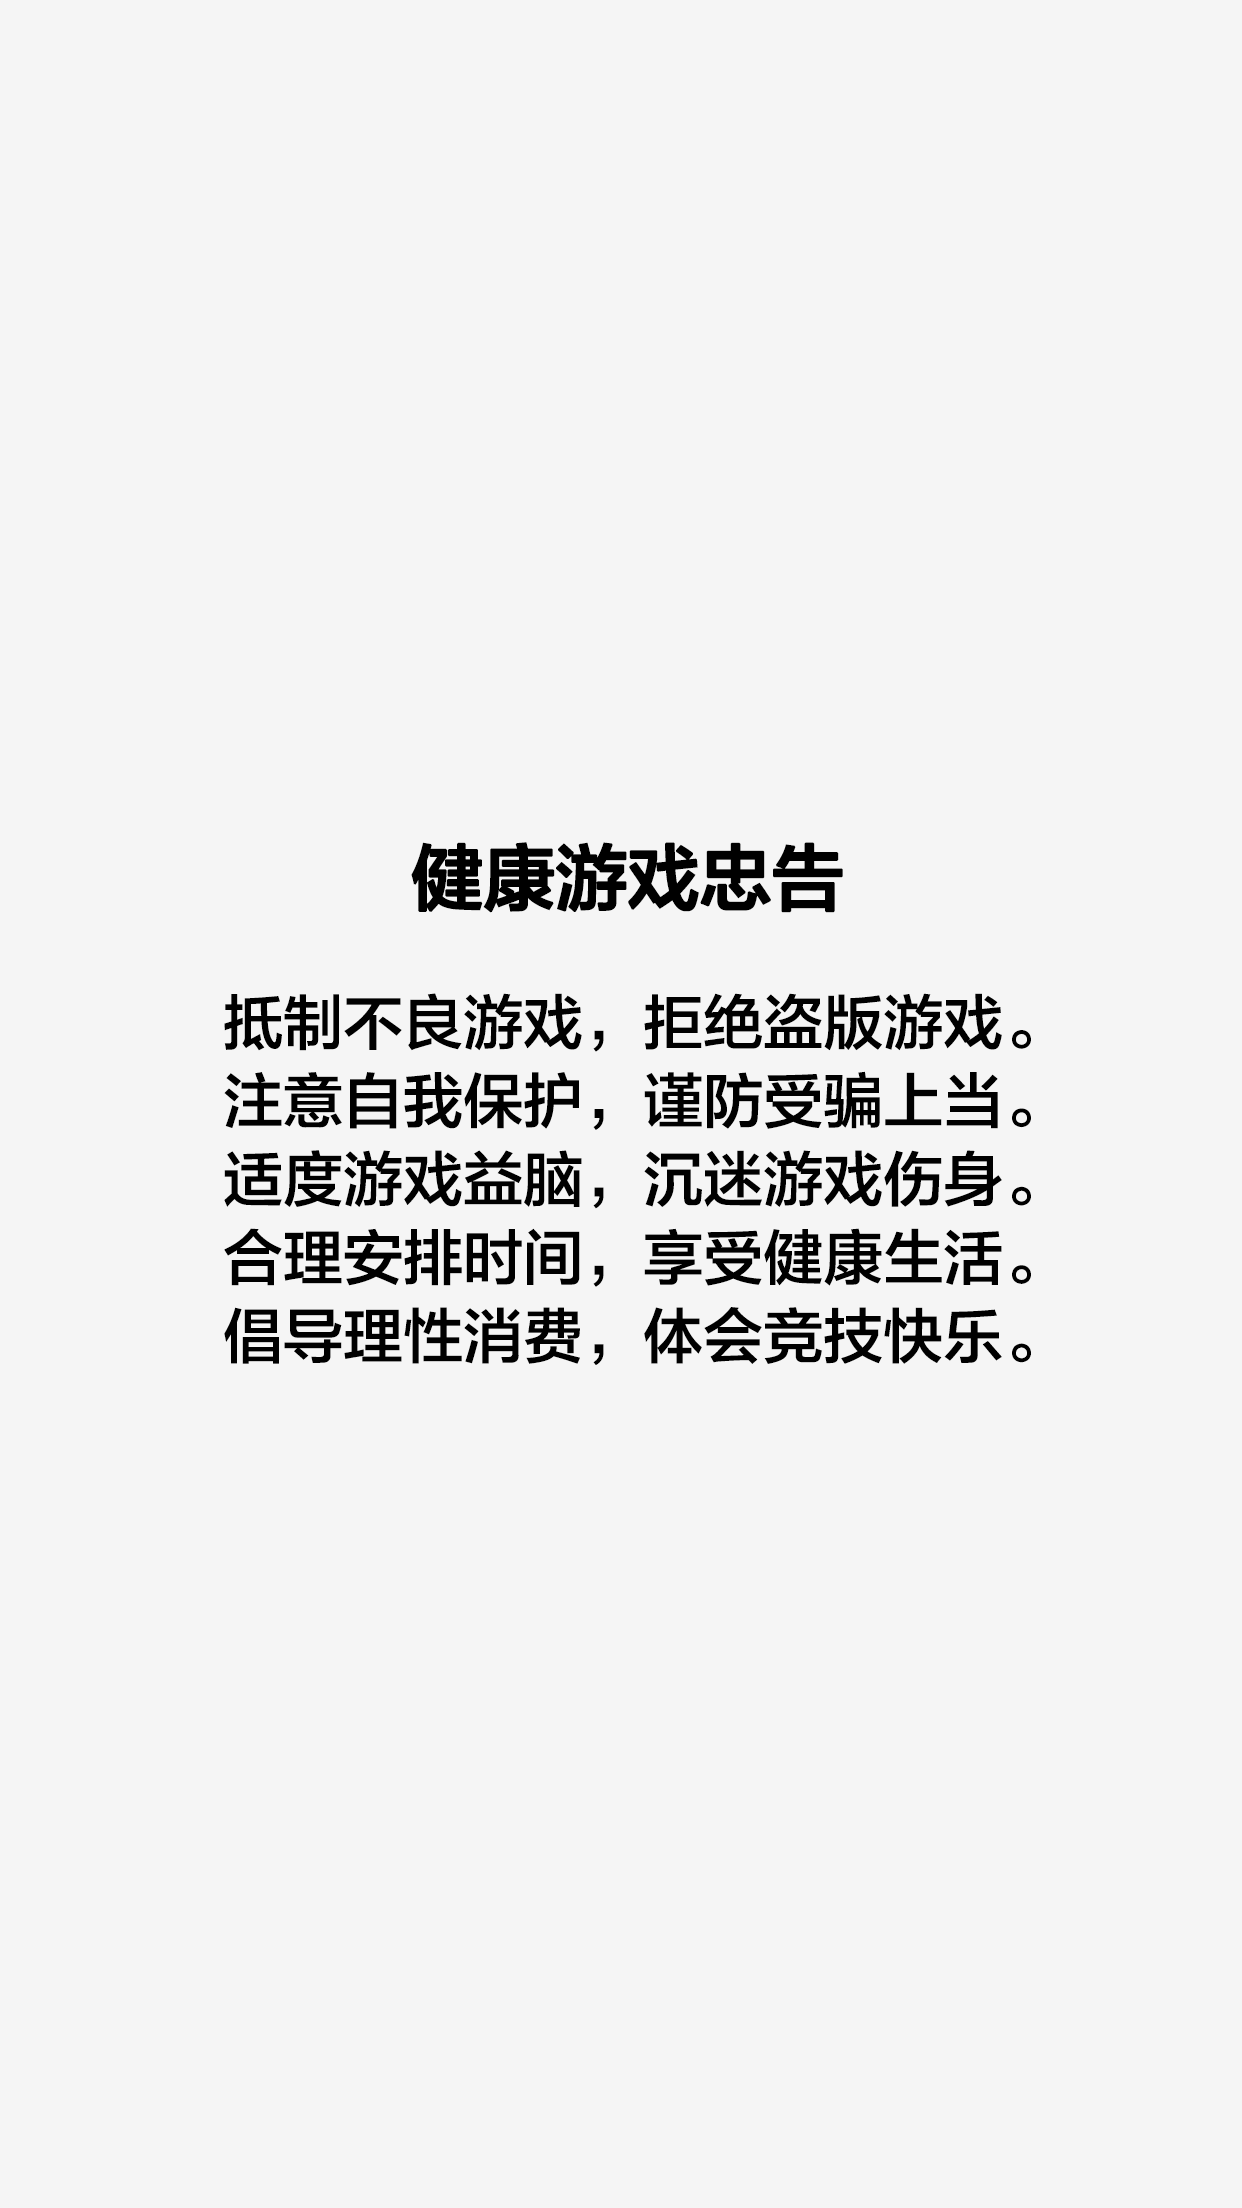 健康游戏忠告
抵制不良游戏，拒绝盗版游戏。
注意自我保护，谨防受骗上当。
适度游戏益脑，沉迷游戏伤身。
合理安排时间，享受健康生活。
倡导理性消费，体会竞技快乐。